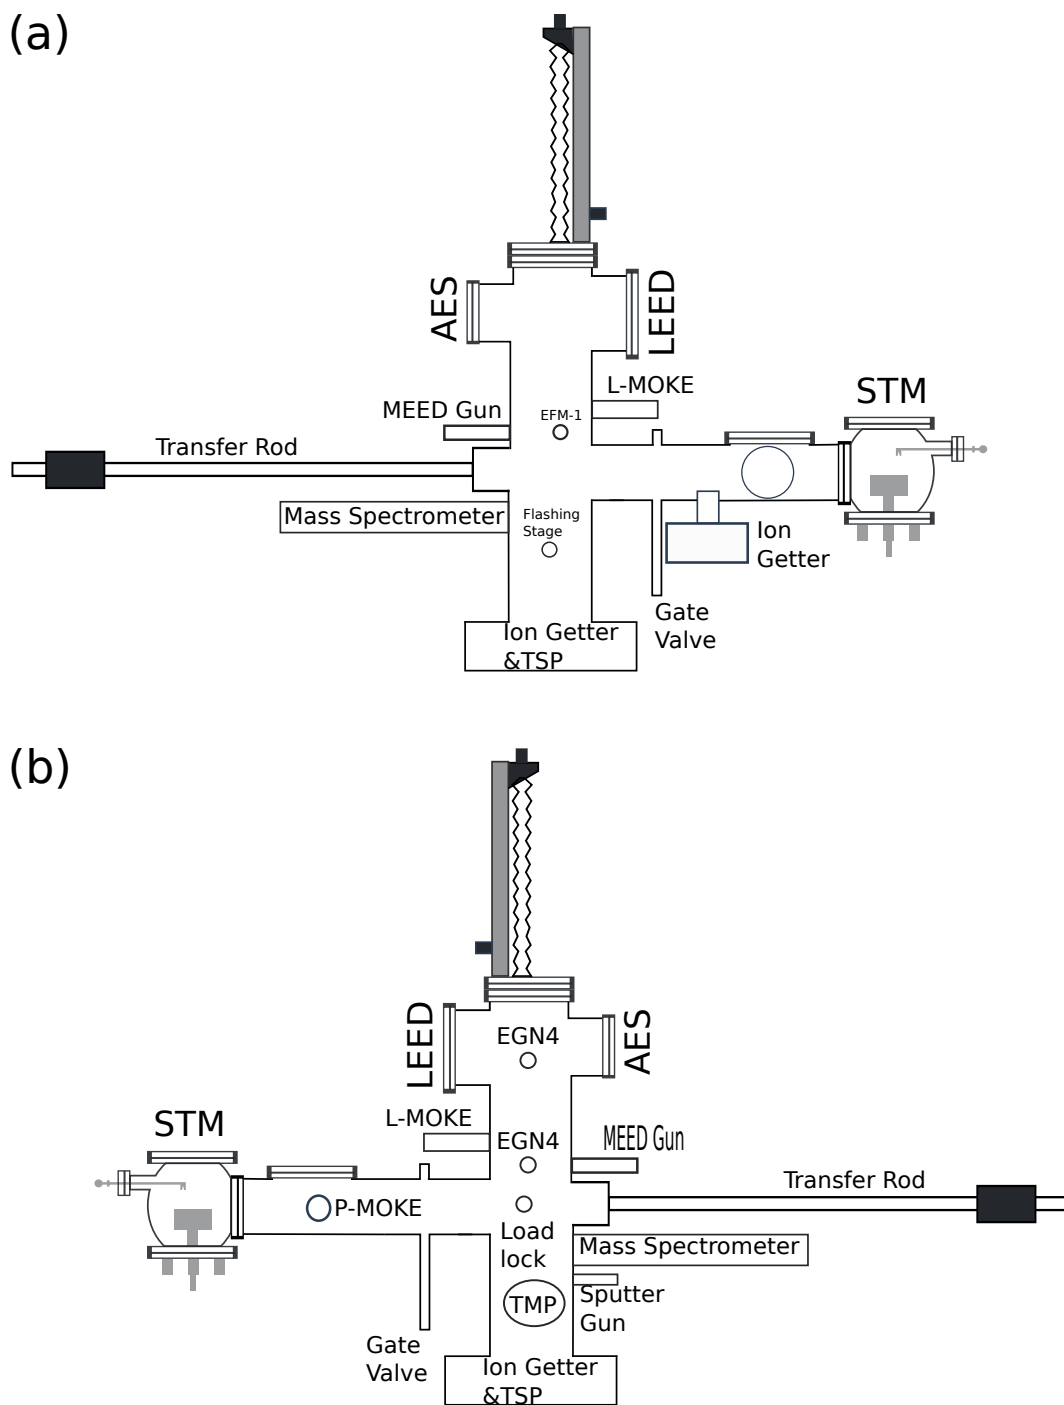 (a)
AES
LEED
L-MOKE
STM
MEED Gun
EFM-1
Transfer Rod
Mass Spectrometer
Flashing
Stage
Ion
Getter
Gate
Valve
Ion Getter
&TSP
(b)
LEED
EGN4
AES
L-MOKE
STM
EGN4
MEED Gun
Transfer Rod
P-MOKE
Load
lock
Mass Spectrometer
TMP
Sputter
Gun
Gate
Valve
Ion Getter
&TSP